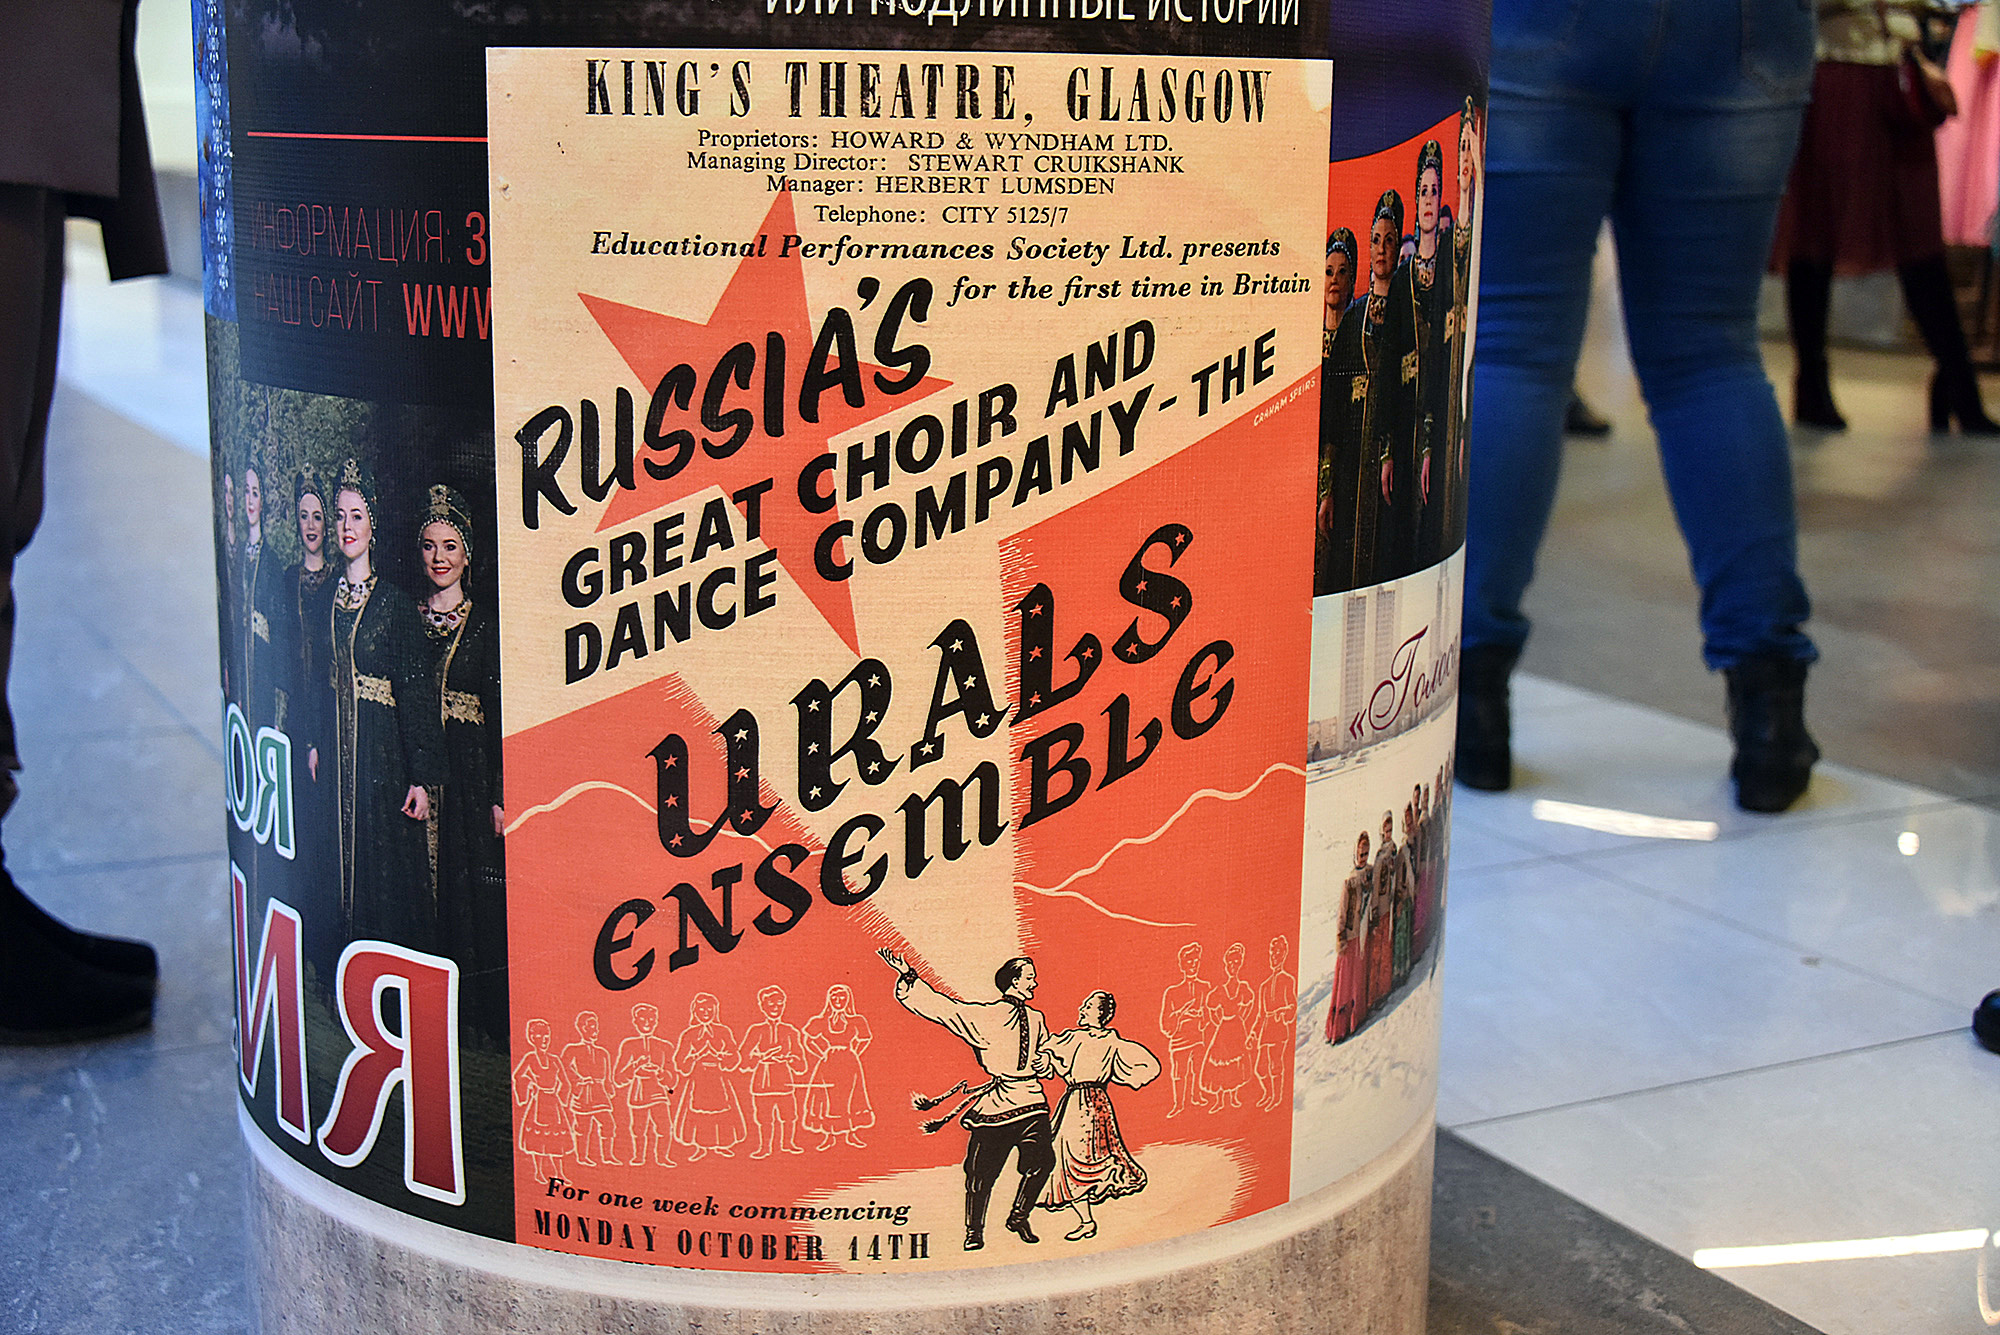 ИЛИ ПОДЛИННЫЕ ИСТОРИИ
KING'S THEATRE, GLASGOW
Proprietors: HOWARD & WYNDHAM LTD.
Managing Director: STEWART CRUIKSHANK
Manager: HERBERT LUMSDEN
Telephone: CITY 5125/7
Educational Performances Society Ltd. presents
for the first time in Britain
RUSSIA'S
GREAT CHOIR AND
DANCE COMPANY - THE
GRAHAM SPEIRS
URALS
ENSEMBLE
For one week commencing
MONDAY OCTOBER 14TH
ИНФОРМАЦИЯ: 3
НАШ САЙТ: WWW
ИЯ